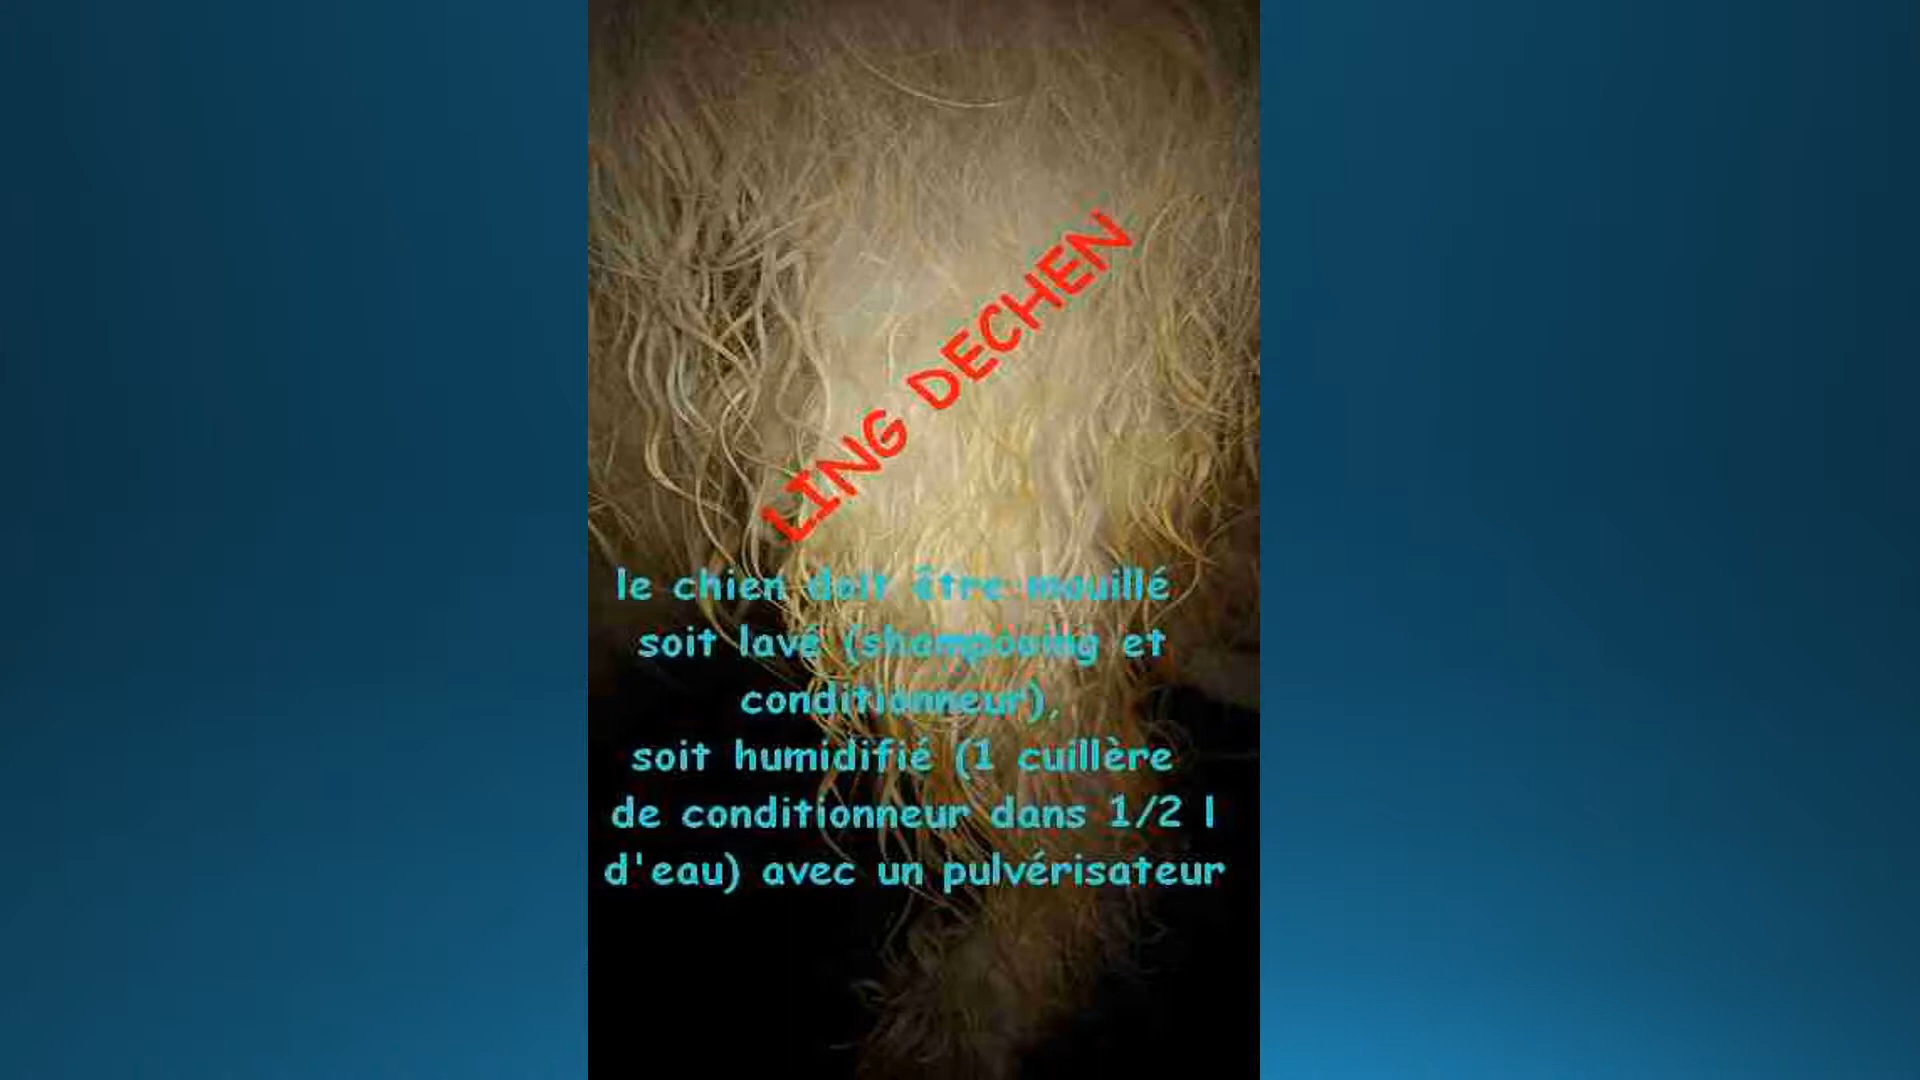 LING DECHEN
le chien doit être mouillé
soit lavé (shampooing et
conditionneur),
soit humidifié (1 cuillère
de conditionneur dans 1/2 l
d'eau) avec un pulvérisateur